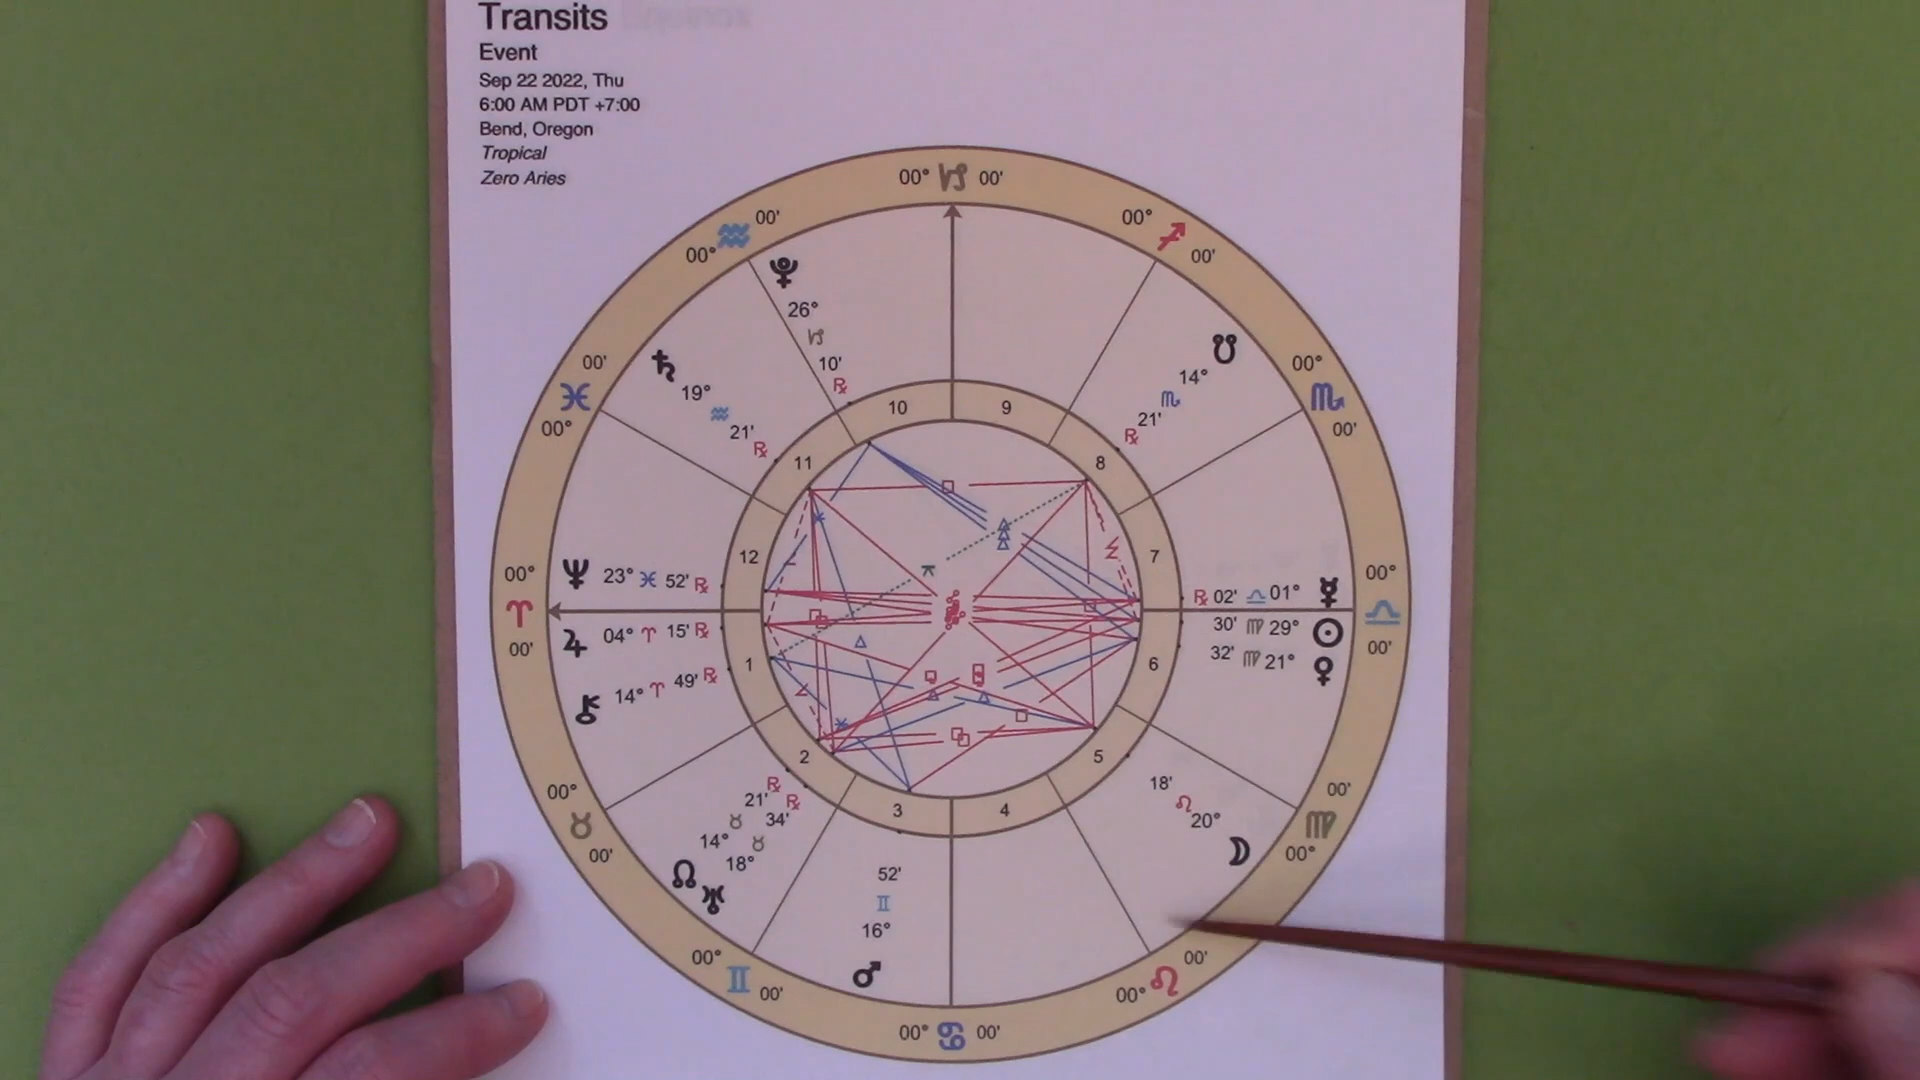 Transits
Event
Sep 22 2022, Thu
6:00 AM PDT +7:00
Bend, Oregon
Tropical
Zero Aries
00° ♑ 00'
00° ♐ 00'
00' ♒ 00°
♇ 26° ♑ 10' ℞
♄ 19° ♒ 21' ℞
☋ 14° ♏ 21' ℞
00' ♓ 00°
00° ♏ 00'
10 9
11 8
12 7
♆ 23° ♓ 52' ℞
℞ 02' ♎ 01° ☿
00° ♈ 00'
00° ♎ 00'
♃ 04° ♈ 15' ℞
30' ♍ 29° ☉
32' ♍ 21° ♀
⚷ 14° ♈ 49' ℞
1 6
2 5
3 4
00° ♉ 00'
00' ♍ 00°
☊ 14° ♉ 21' ℞
♅ 18° ♉ 34' ℞
52' ♊ 16° ♂
18' ♌ 20° ☽
00° ♊ 00'
00° ♌ 00'
00° ♋ 00'